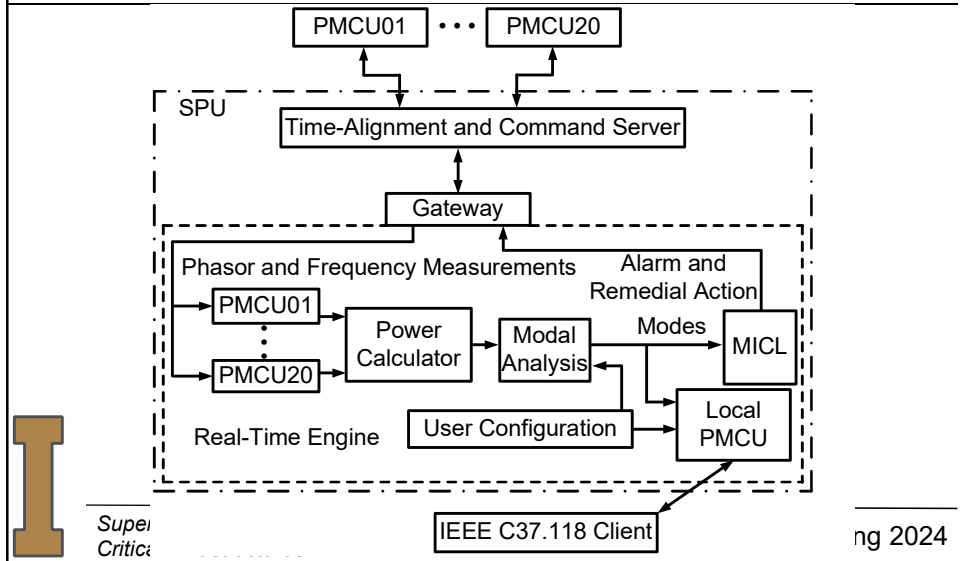 PMCU01 ••• PMCU20
SPU
Time-Alignment and Command Server
Gateway
Phasor and Frequency Measurements
Alarm and
Remedial Action
PMCU01
PMCU20
Power
Calculator
Modal
Analysis
Modes
MICL
User Configuration
Local
PMCU
Real-Time Engine
IEEE C37.118 Client
I
ng 2024